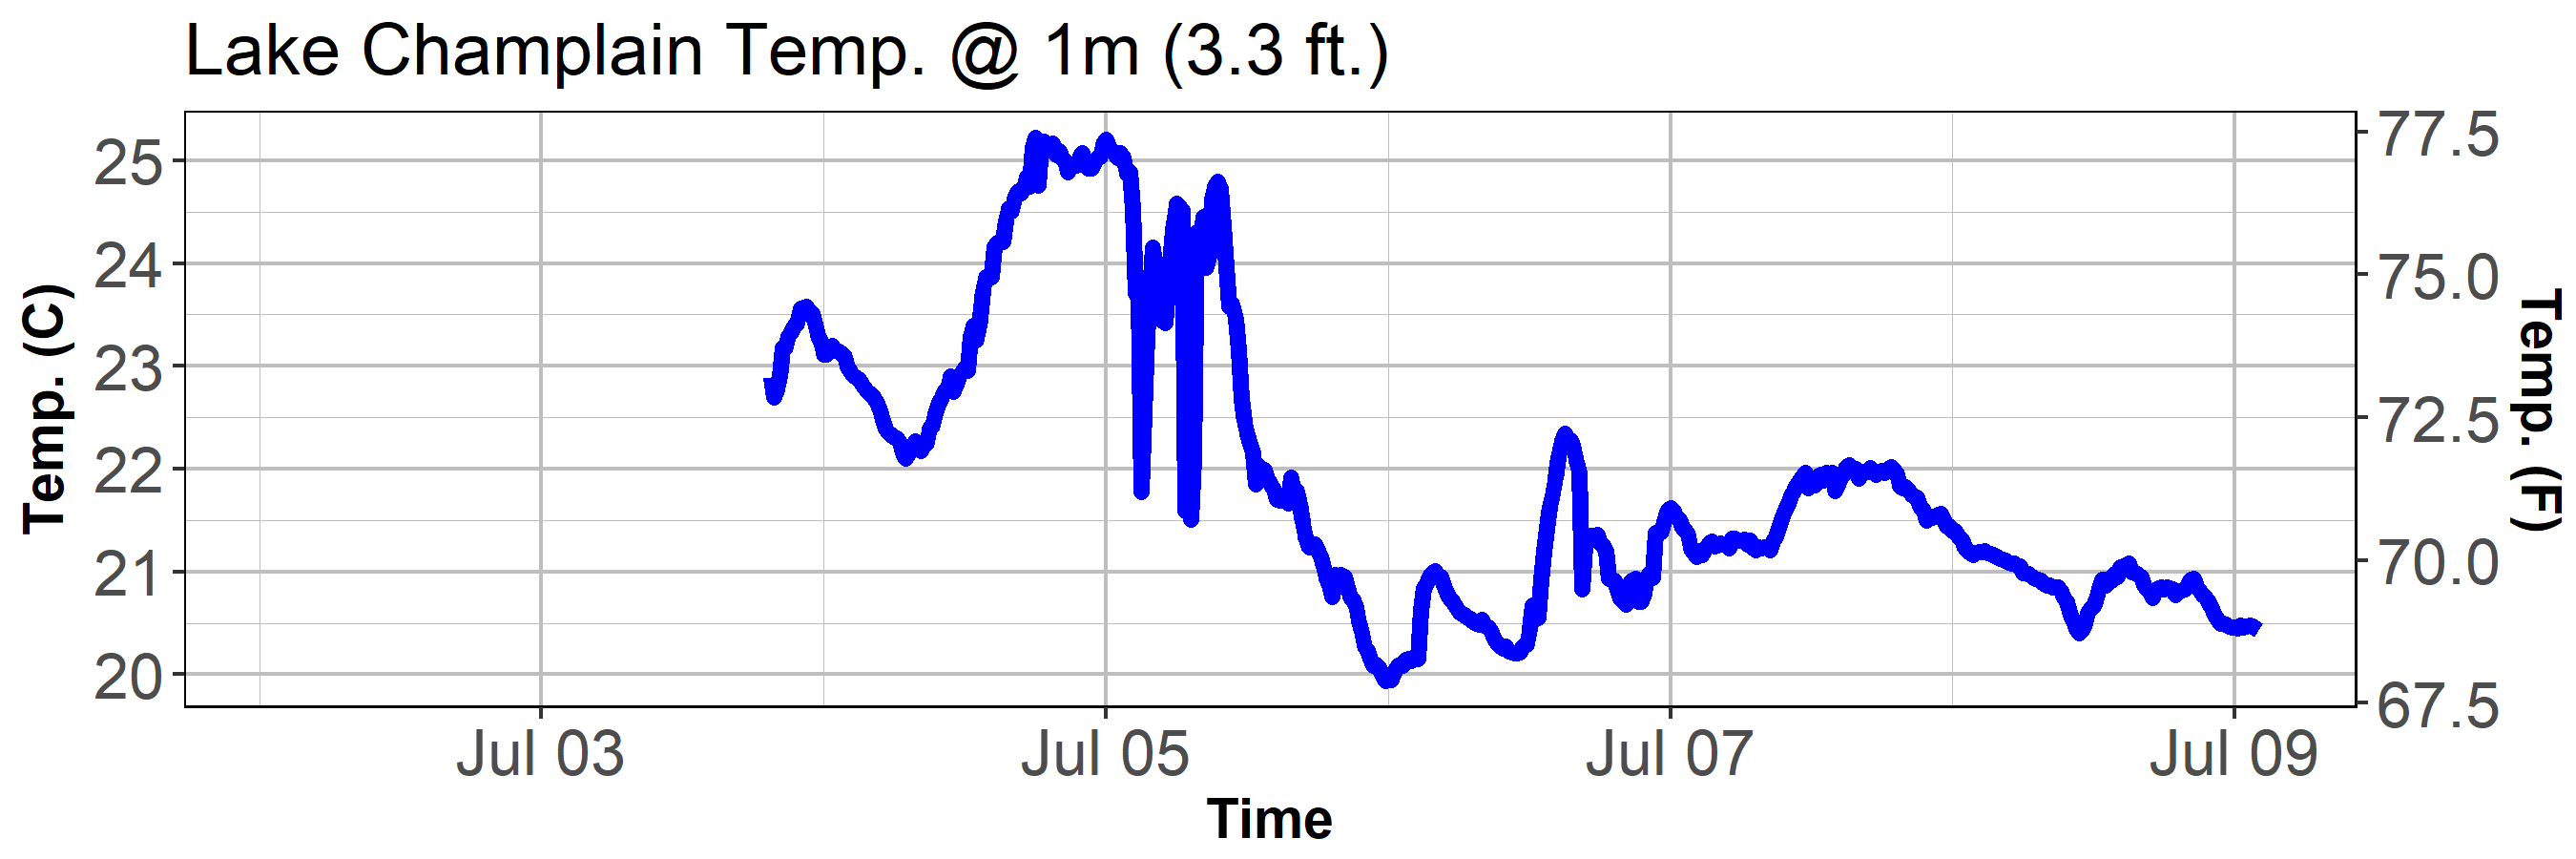 Lake Champlain Temp. @ 1m (3.3 ft.)
Temp. (C)
25
24
23
22
21
20
77.5
75.0
72.5
70.0
67.5
Temp. (F)
Jul 03
Jul 05
Jul 07
Jul 09
Time